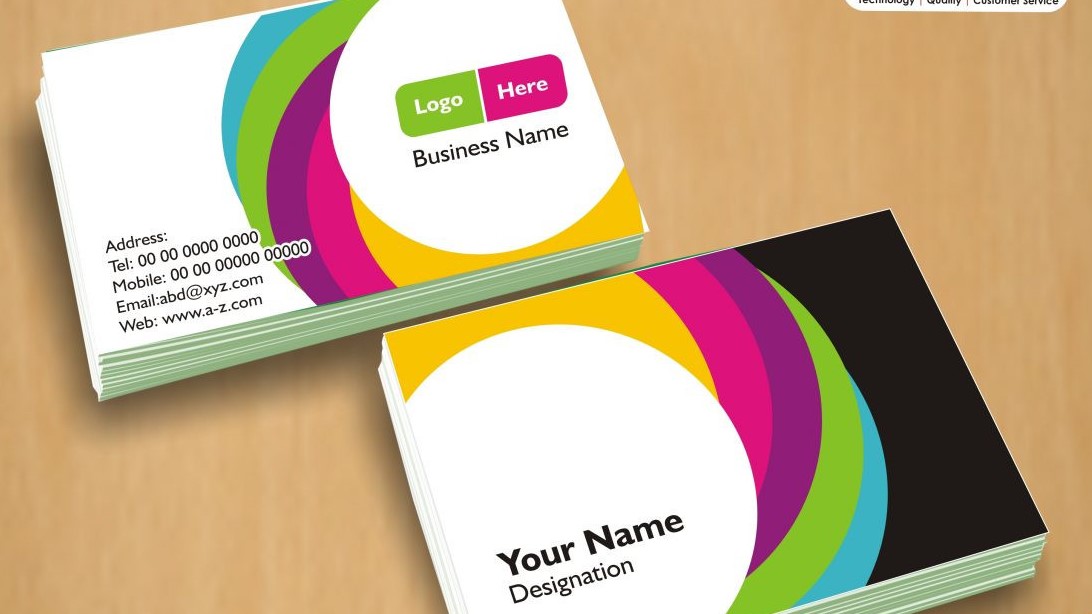 Technology | Quality | Customer Service
Logo Here
Business Name
Address:
Tel: 00 00 0000 0000
Mobile: 00 00 00000 00000
Email:abd@xyz.com
Web: www.a-z.com
Your Name
Designation